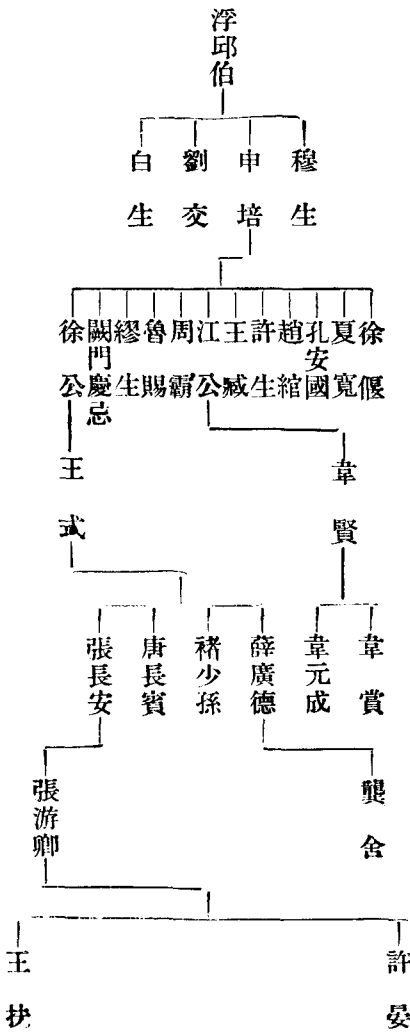 浮邱伯
穆生
申培
劉交
白生
徐偃
夏寬
孔安國
趙綰
許生
王臧
江公
周霸
魯賜
繆生
闕門慶忌
徐公
韋賢
王式
韋賞
韋元成
薛廣德
褚少孫
唐長賓
張長安
龔舍
張游卿
許晏
王扶